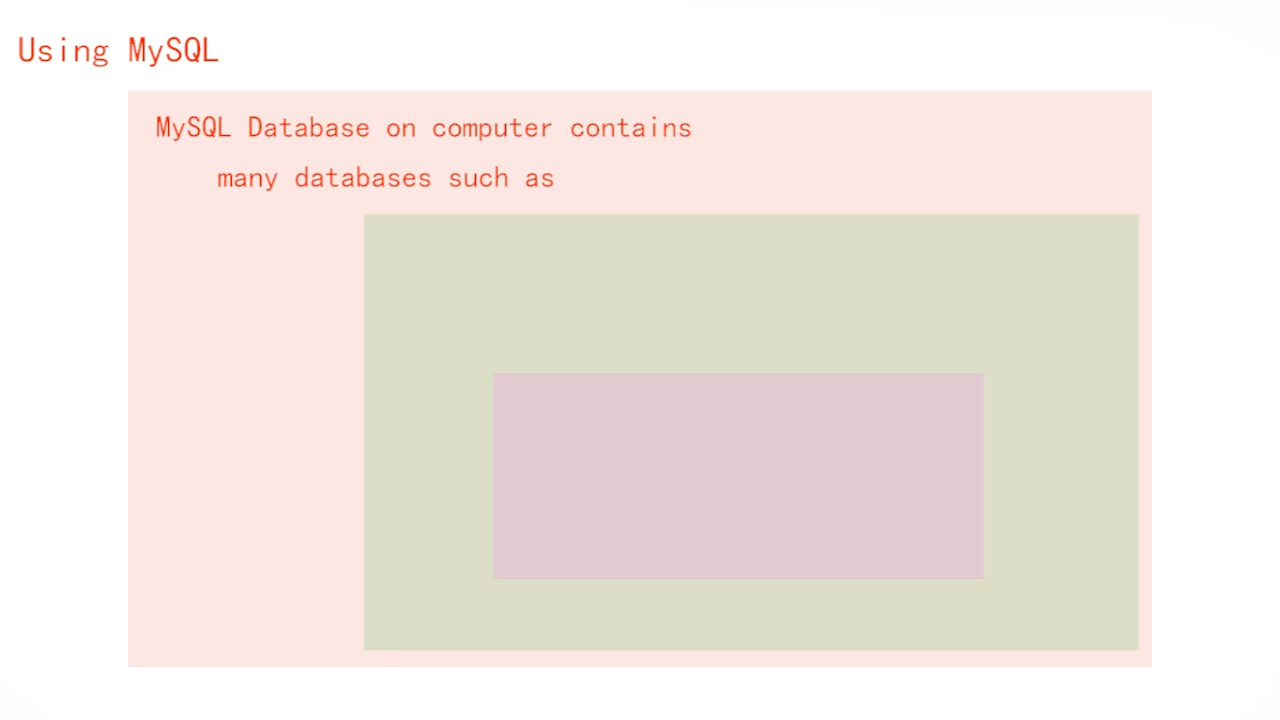 Using MySQL
MySQL Database on computer contains
many databases such as